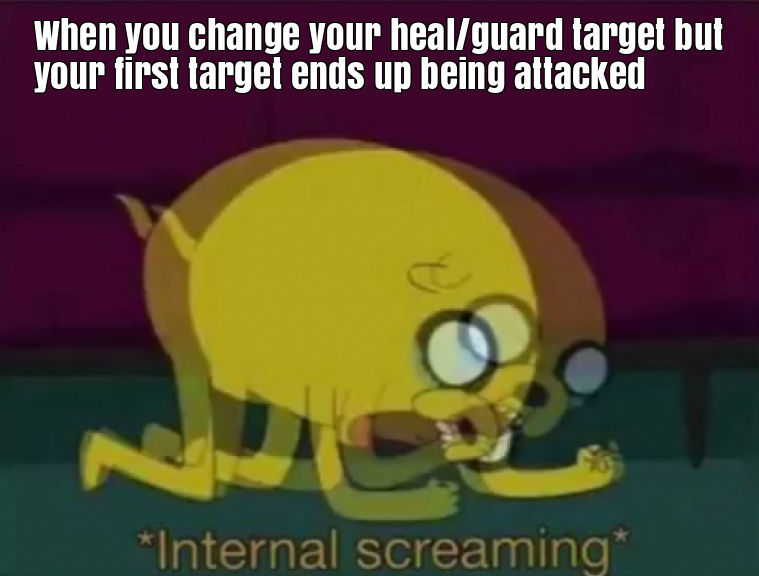 When you change your heal/guard target but
your first target ends up being attacked
*Internal screaming*